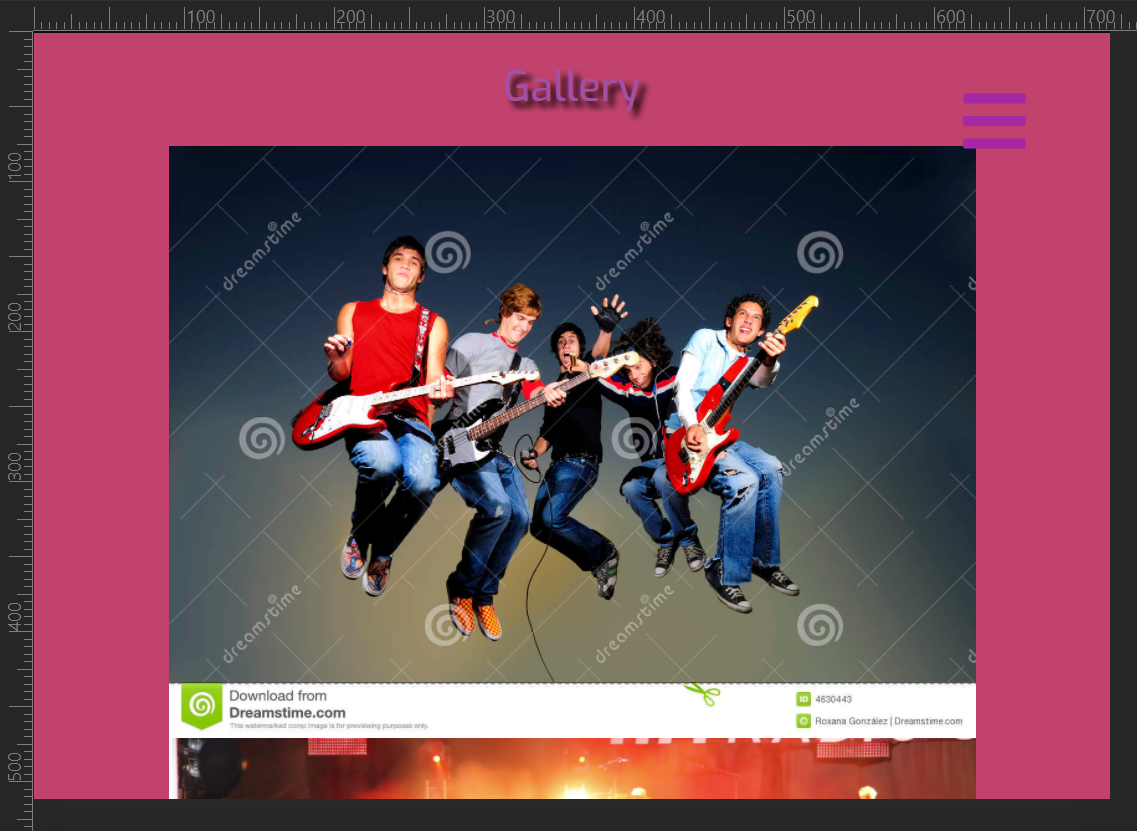 100 200 300 400 500 600 700
Gallery
100
dreamstime
dreamstime
200
300
dreamstime
dreamstime
400
dreamstime
dreamstime
Download from
Dreamstime.com
This watermarked comp image is for previewing purposes only.
ID 4630443
© Roxana González | Dreamstime.com
500